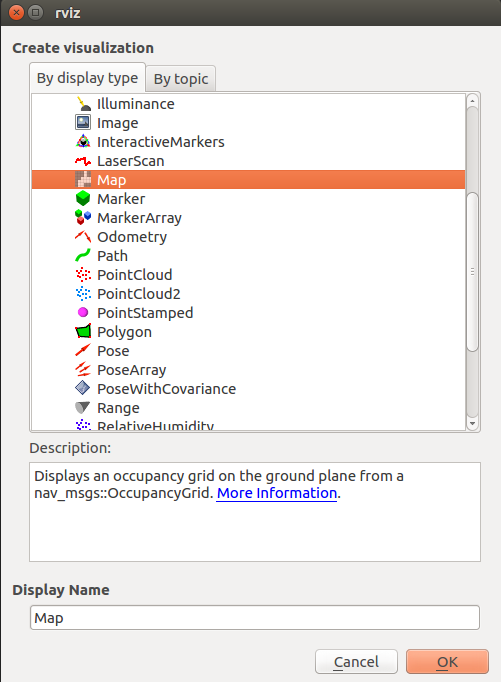 rviz
Create visualization
By display type
By topic
Illuminance
Image
InteractiveMarkers
LaserScan
Map
Marker
MarkerArray
Odometry
Path
PointCloud
PointCloud2
PointStamped
Polygon
Pose
PoseArray
PoseWithCovariance
Range
RelativeHumidity
Description:
Displays an occupancy grid on the ground plane from a
nav_msgs::OccupancyGrid. More Information.
Display Name
Map
Cancel
OK